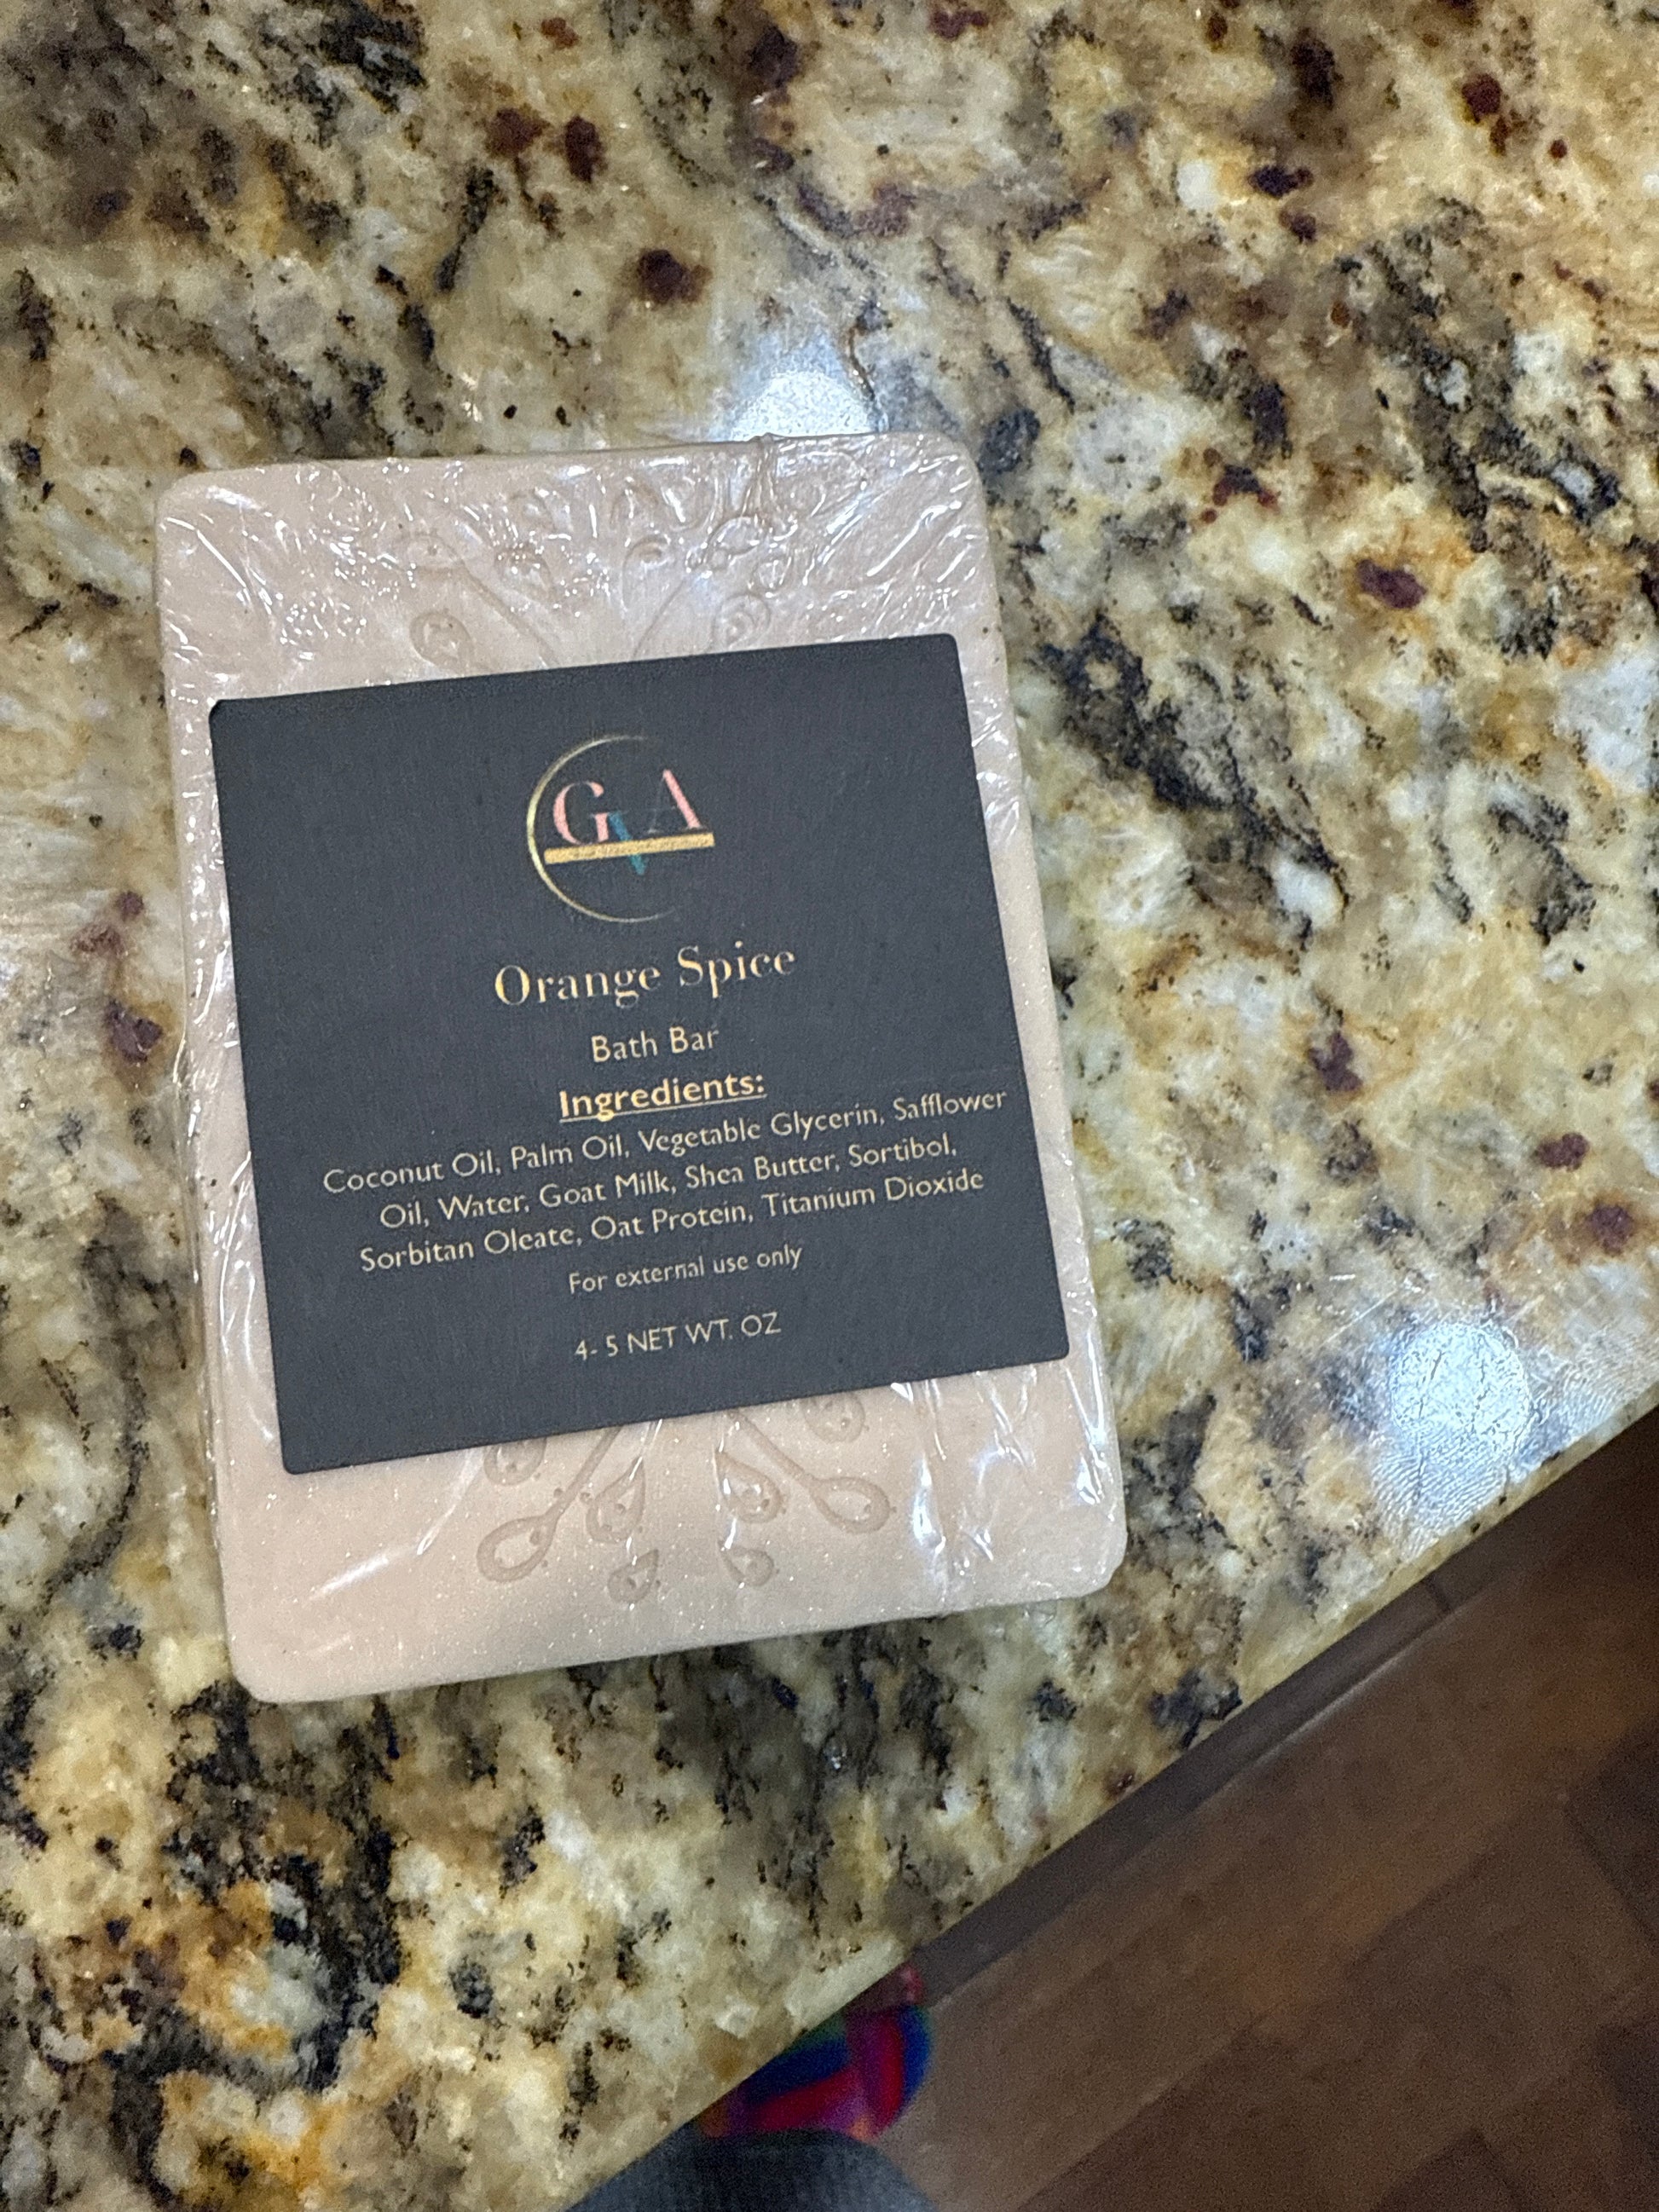 GVA
Orange Spice
Bath Bar
Ingredients:
Coconut Oil, Palm Oil, Vegetable Glycerin, Safflower
Oil, Water, Goat Milk, Shea Butter, Sortibol,
Sorbitan Oleate, Oat Protein, Titanium Dioxide
For external use only
4- 5 NET WT. OZ